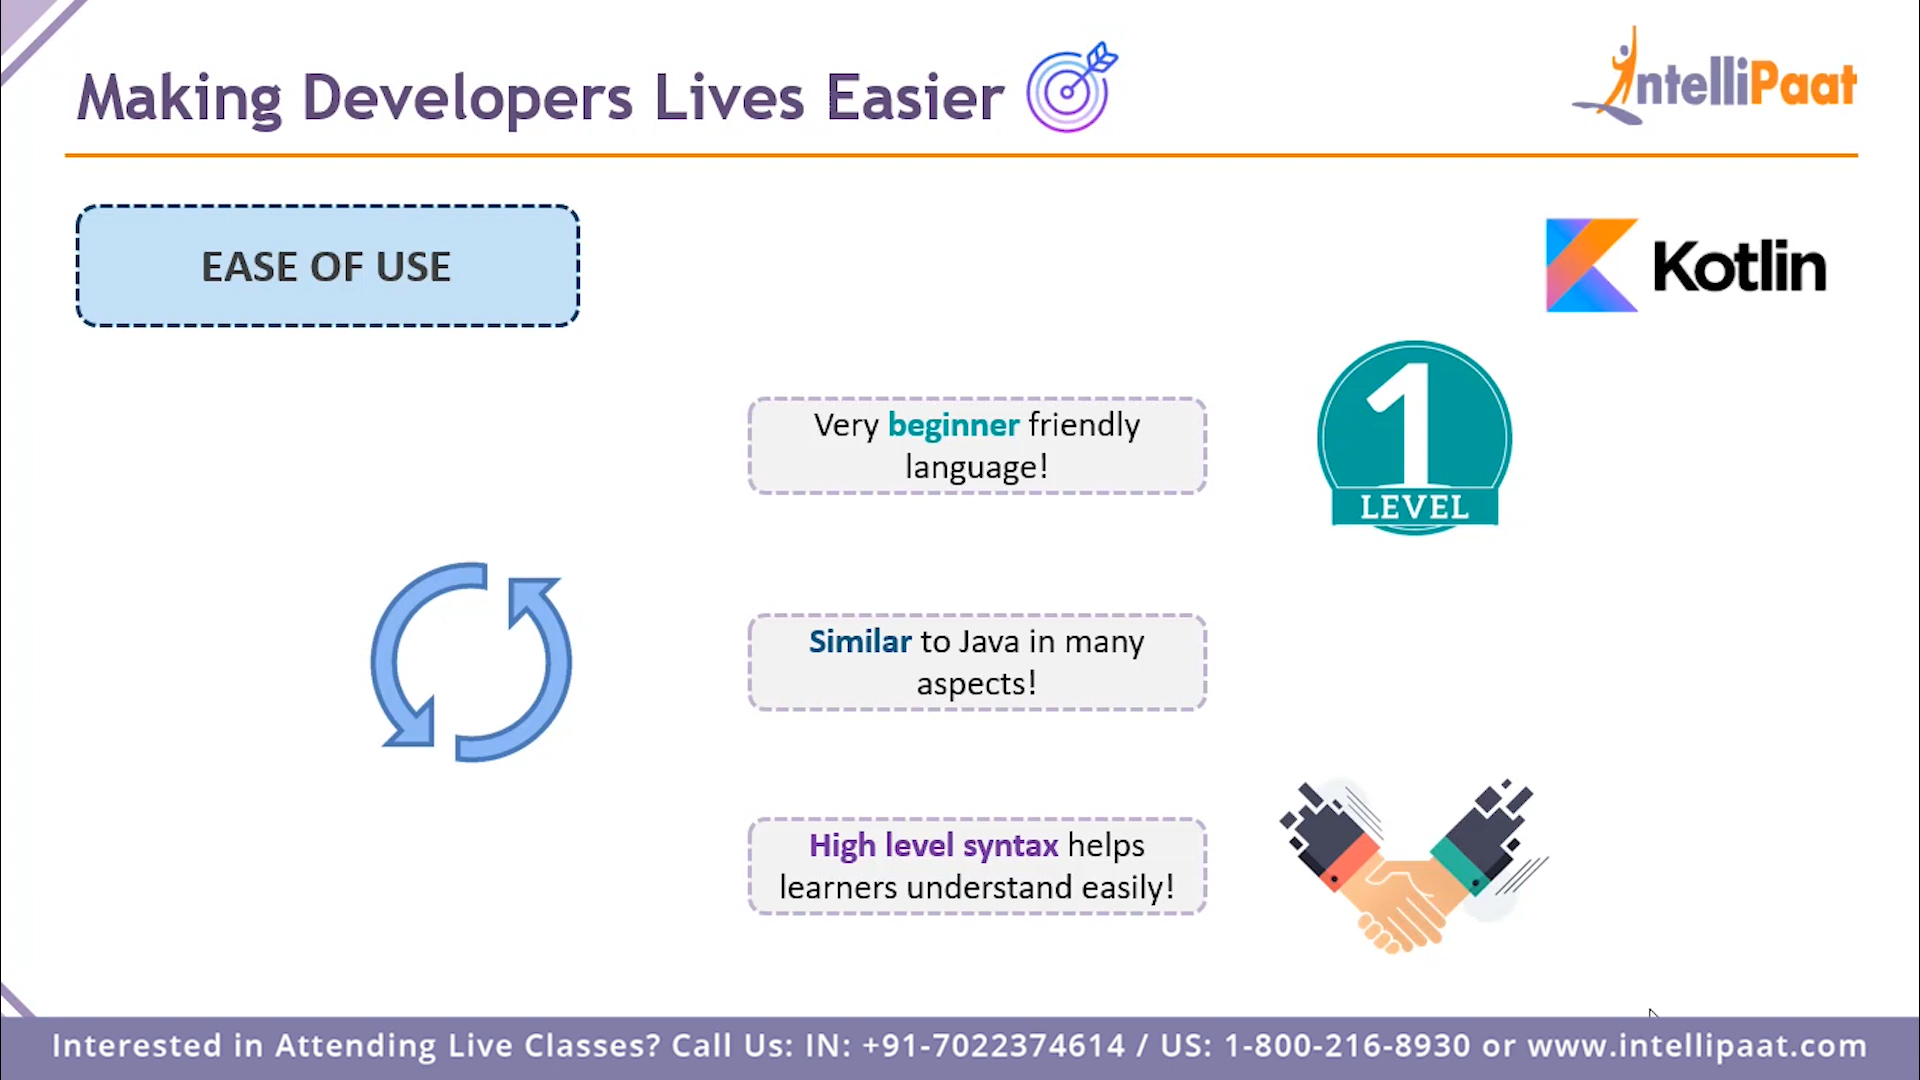 Making Developers Lives Easier
IntelliPaat
EASE OF USE
Kotlin
Very beginner friendly
language!
1
LEVEL
Similar to Java in many
aspects!
High level syntax helps
learners understand easily!
Interested in Attending Live Classes? Call Us: IN: +91-7022374614 / US: 1-800-216-8930 or www.intellipaat.com